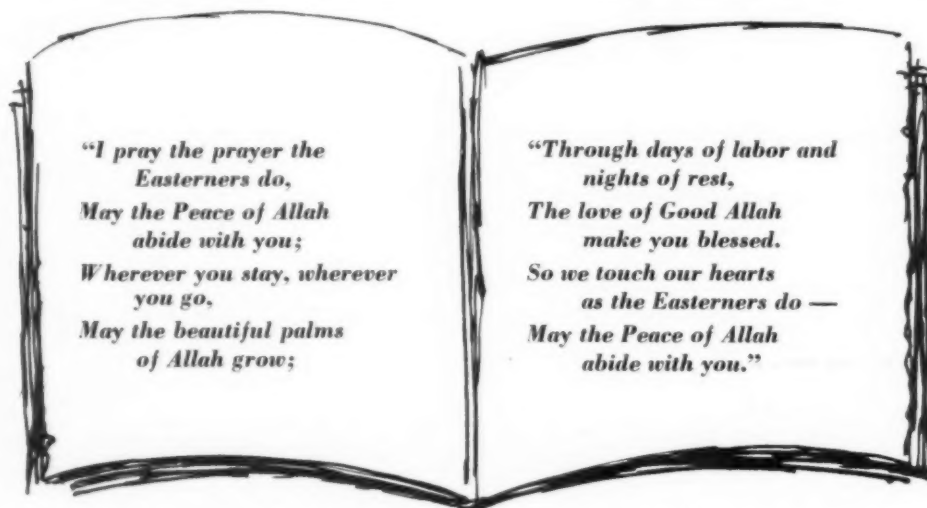 “I pray the prayer the
Easterners do,
May the Peace of Allah
abide with you;
Wherever you stay, wherever
you go,
May the beautiful palms
of Allah grow;
“Through days of labor and
nights of rest,
The love of Good Allah
make you blessed.
So we touch our hearts
as the Easterners do —
May the Peace of Allah
abide with you.”